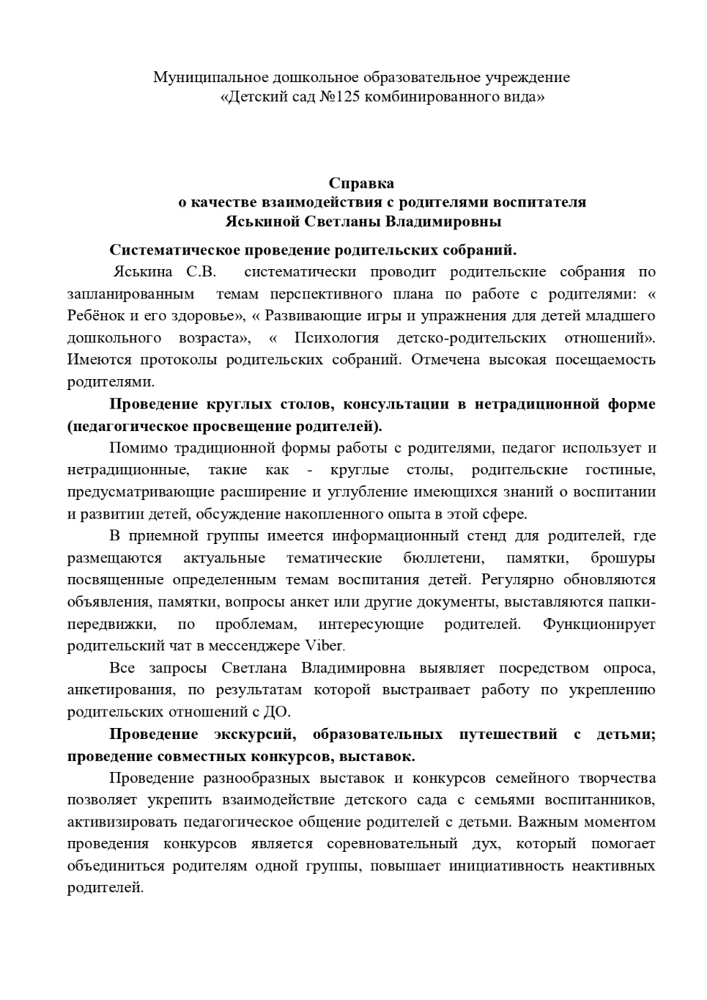 Муниципальное дошкольное образовательное учреждение
«Детский сад №125 комбинированного вида»
Справка
о качестве взаимодействия с родителями воспитателя
Яськиной Светланы Владимировны
Систематическое проведение родительских собраний.
Яськина С.В. систематически проводит родительские собрания по
запланированным темам перспективного плана по работе с родителями: «
Ребёнок и его здоровье», « Развивающие игры и упражнения для детей младшего
дошкольного возраста», « Психология детско-родительских отношений».
Имеются протоколы родительских собраний. Отмечена высокая посещаемость
родителями.
Проведение круглых столов, консультации в нетрадиционной форме
(педагогическое просвещение родителей).
Помимо традиционной формы работы с родителями, педагог использует и
нетрадиционные, такие как - круглые столы, родительские гостиные,
предусматривающие расширение и углубление имеющихся знаний о воспитании
и развитии детей, обсуждение накопленного опыта в этой сфере.
В приемной группы имеется информационный стенд для родителей, где
размещаются актуальные тематические бюллетени, памятки, брошуры
посвященные определенным темам воспитания детей. Регулярно обновляются
объявления, памятки, вопросы анкет или другие документы, выставляются папки-
передвижки, по проблемам, интересующие родителей. Функционирует
родительский чат в мессенджере Viber.
Все запросы Светлана Владимировна выявляет посредством опроса,
анкетирования, по результатам которой выстраивает работу по укреплению
родительских отношений с ДО.
Проведение экскурсий, образовательных путешествий с детьми;
проведение совместных конкурсов, выставок.
Проведение разнообразных выставок и конкурсов семейного творчества
позволяет укрепить взаимодействие детского сада с семьями воспитанников,
активизировать педагогическое общение родителей с детьми. Важным моментом
проведения конкурсов является соревновательный дух, который помогает
объединиться родителям одной группы, повышает инициативность неактивных
родителей.